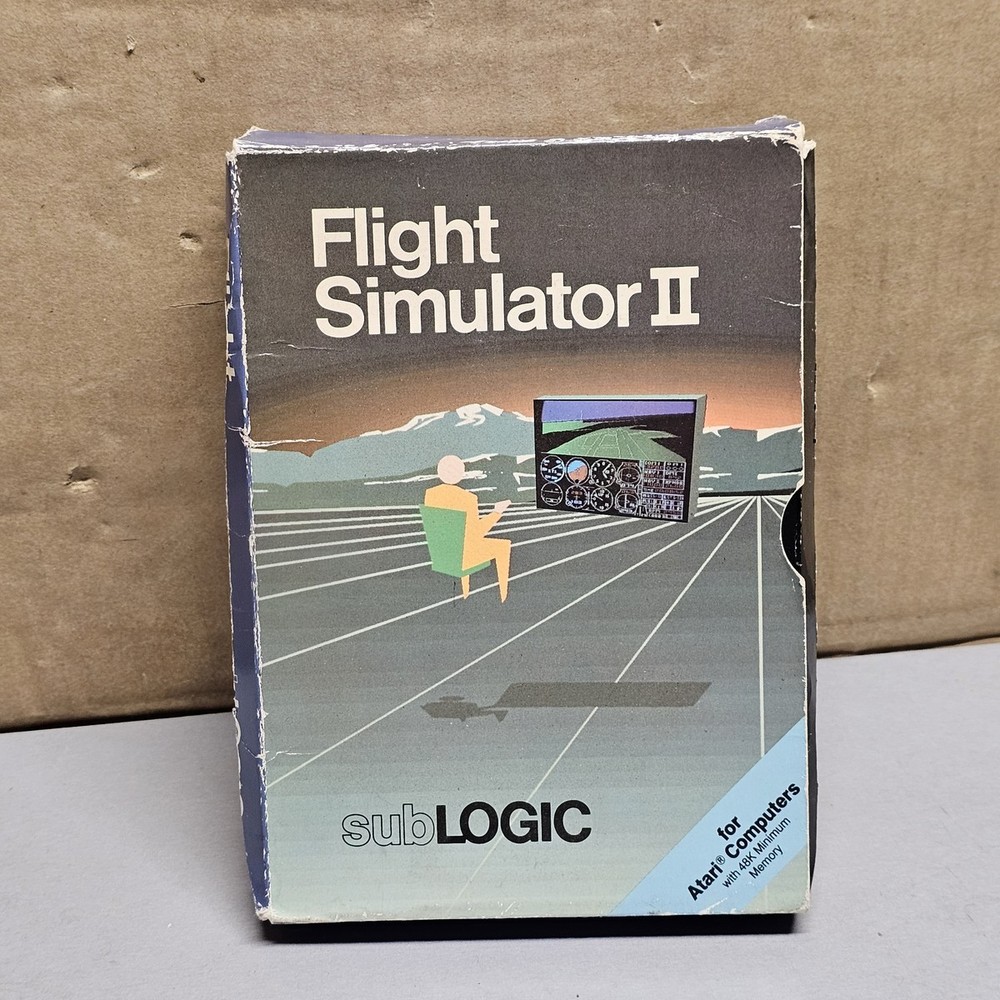 Flight
Simulator II
subLOGIC
for
Atari® Computers
with 48K Minimum
Memory